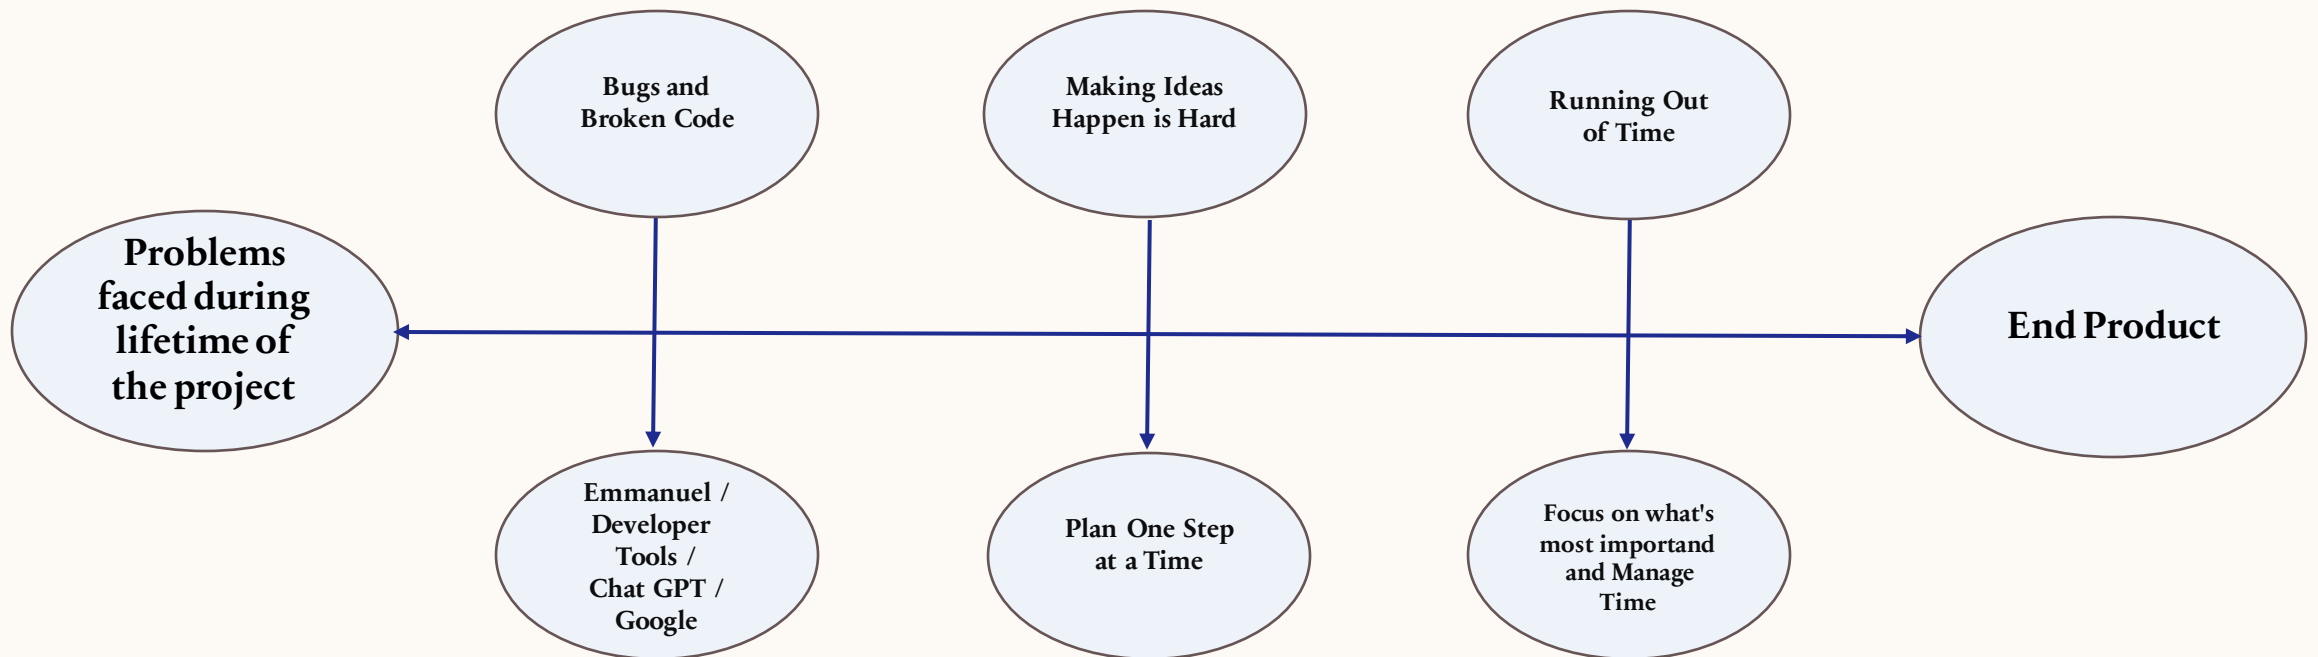 Bugs and
Broken Code
Making Ideas
Happen is Hard
Running Out
of Time
Problems
faced during
lifetime of
the project
End Product
Emmanuel /
Developer
Tools /
Chat GPT /
Google
Plan One Step
at a Time
Focus on what's
most importand
and Manage
Time